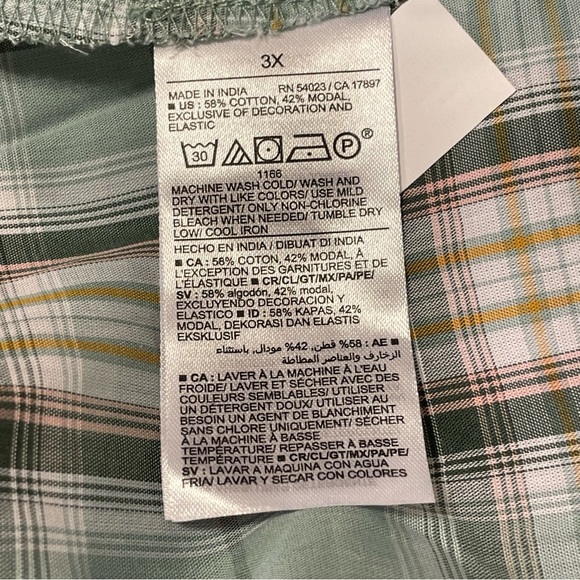 3X
MADE IN INDIA RN 54023 / CA 17897
■ US : 58% COTTON, 42% MODAL,
EXCLUSIVE OF DECORATION AND
ELASTIC
30 P ®
1166
MACHINE WASH COLD/ WASH AND
DRY WITH LIKE COLORS/ USE MILD
DETERGENT/ ONLY NON-CHLORINE
BLEACH WHEN NEEDED/ TUMBLE DRY
LOW/ COOL IRON
HECHO EN INDIA / DIBUAT DI INDIA
■ CA : 58% COTON, 42% MODAL, À
L'EXCEPTION DES GARNITURES ET DE
L'ÉLASTIQUE ■ CR/CL/GT/MX/PA/PE/
SV : 58% algodón, 42% modal,
EXCLUYENDO DECORACION Y
ELASTICO ■ ID : 58% KAPAS, 42%
MODAL, DEKORASI DAN ELASTIS
EKSKLUSIF
■ AE : 58% قطن, 42% مودال, باستثناء
الزخارف والعناصر المطاطة
■ CA : LAVER À LA MACHINE À L'EAU
FROIDE/ LAVER ET SÉCHER AVEC DES
COULEURS SEMBLABLES/ UTILISER
UN DÉTERGENT DOUX/ UTILISER AU
BESOIN UN AGENT DE BLANCHIMENT
SANS CHLORE UNIQUEMENT/ SÉCHER
À LA MACHINE À BASSE
TEMPÉRATURE/ REPASSER À BASSE
TEMPÉRATURE ■ CR/CL/GT/MX/PA/PE/
SV : LAVAR A MAQUINA CON AGUA
FRIA/ LAVAR Y SECAR CON COLORES